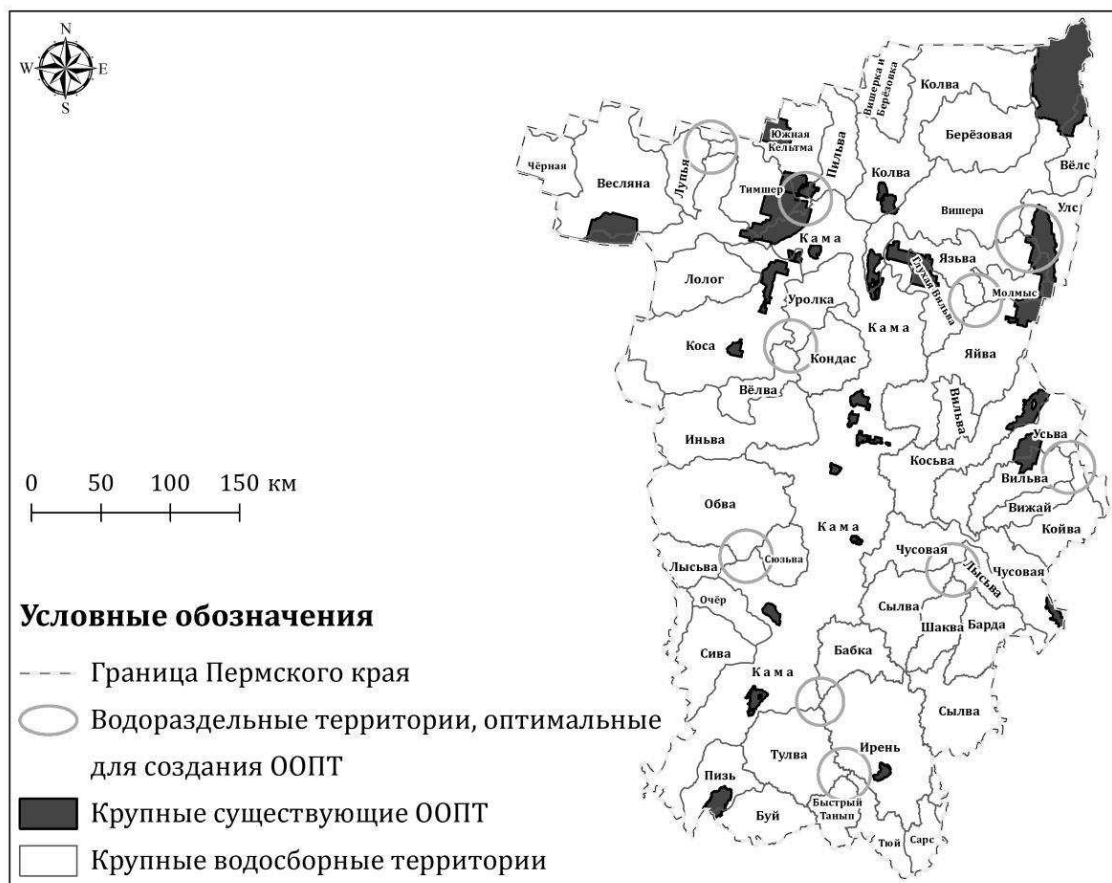 N
W E
S
Вишерка и
Берёзовка
Колва
Берёзовая
Южная
Кельтма
Пильва
Чёрная
Весляна
Лупья
Тимшер
Колва
Вёлс
Вишера
Улс
Кама
Язьва
Лолог
Глухая Вильва
Молмыс
Уролка
Кама
Коса
Кондас
Яйва
Вёлва
Вильва
Иньва
Усьва
Косьва
Вильва
0 50 100 150 км
Обва
Вижай
Кама
Койва
Чусовая
Лысьва
Сюзьва
Лысьва
Чусовая
Очёр
Сылва
Шаква
Барда
Условные обозначения
Сива
Бабка
Граница Пермского края
Кама
Водораздельные территории, оптимальные
для создания ООПТ
Сылва
Тулва
Ирень
Пизь
Крупные существующие ООПТ
Буй
Быстрый
Танып
Тюй
Сарс
Крупные водосборные территории